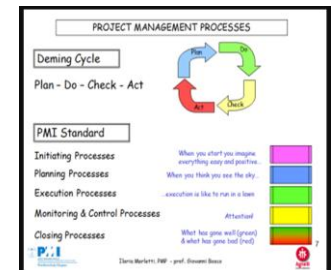 PROJECT MANAGEMENT PROCESSES
Deming Cycle
Plan - Do - Check - Act
Plan
Do
Check
Act
PMI Standard
Initiating Processes
When you start you imagine
everything easy and positive...
Planning Processes
When you think you see the sky...
Execution Processes
...execution is like to run in a lawn
Monitoring & Control Processes
Attention!
Closing Processes
What has gone well (green)
& what has gone bad (red)
PMI
Ilaria Merletti, PMP - prof. Giovanni Bosco
7